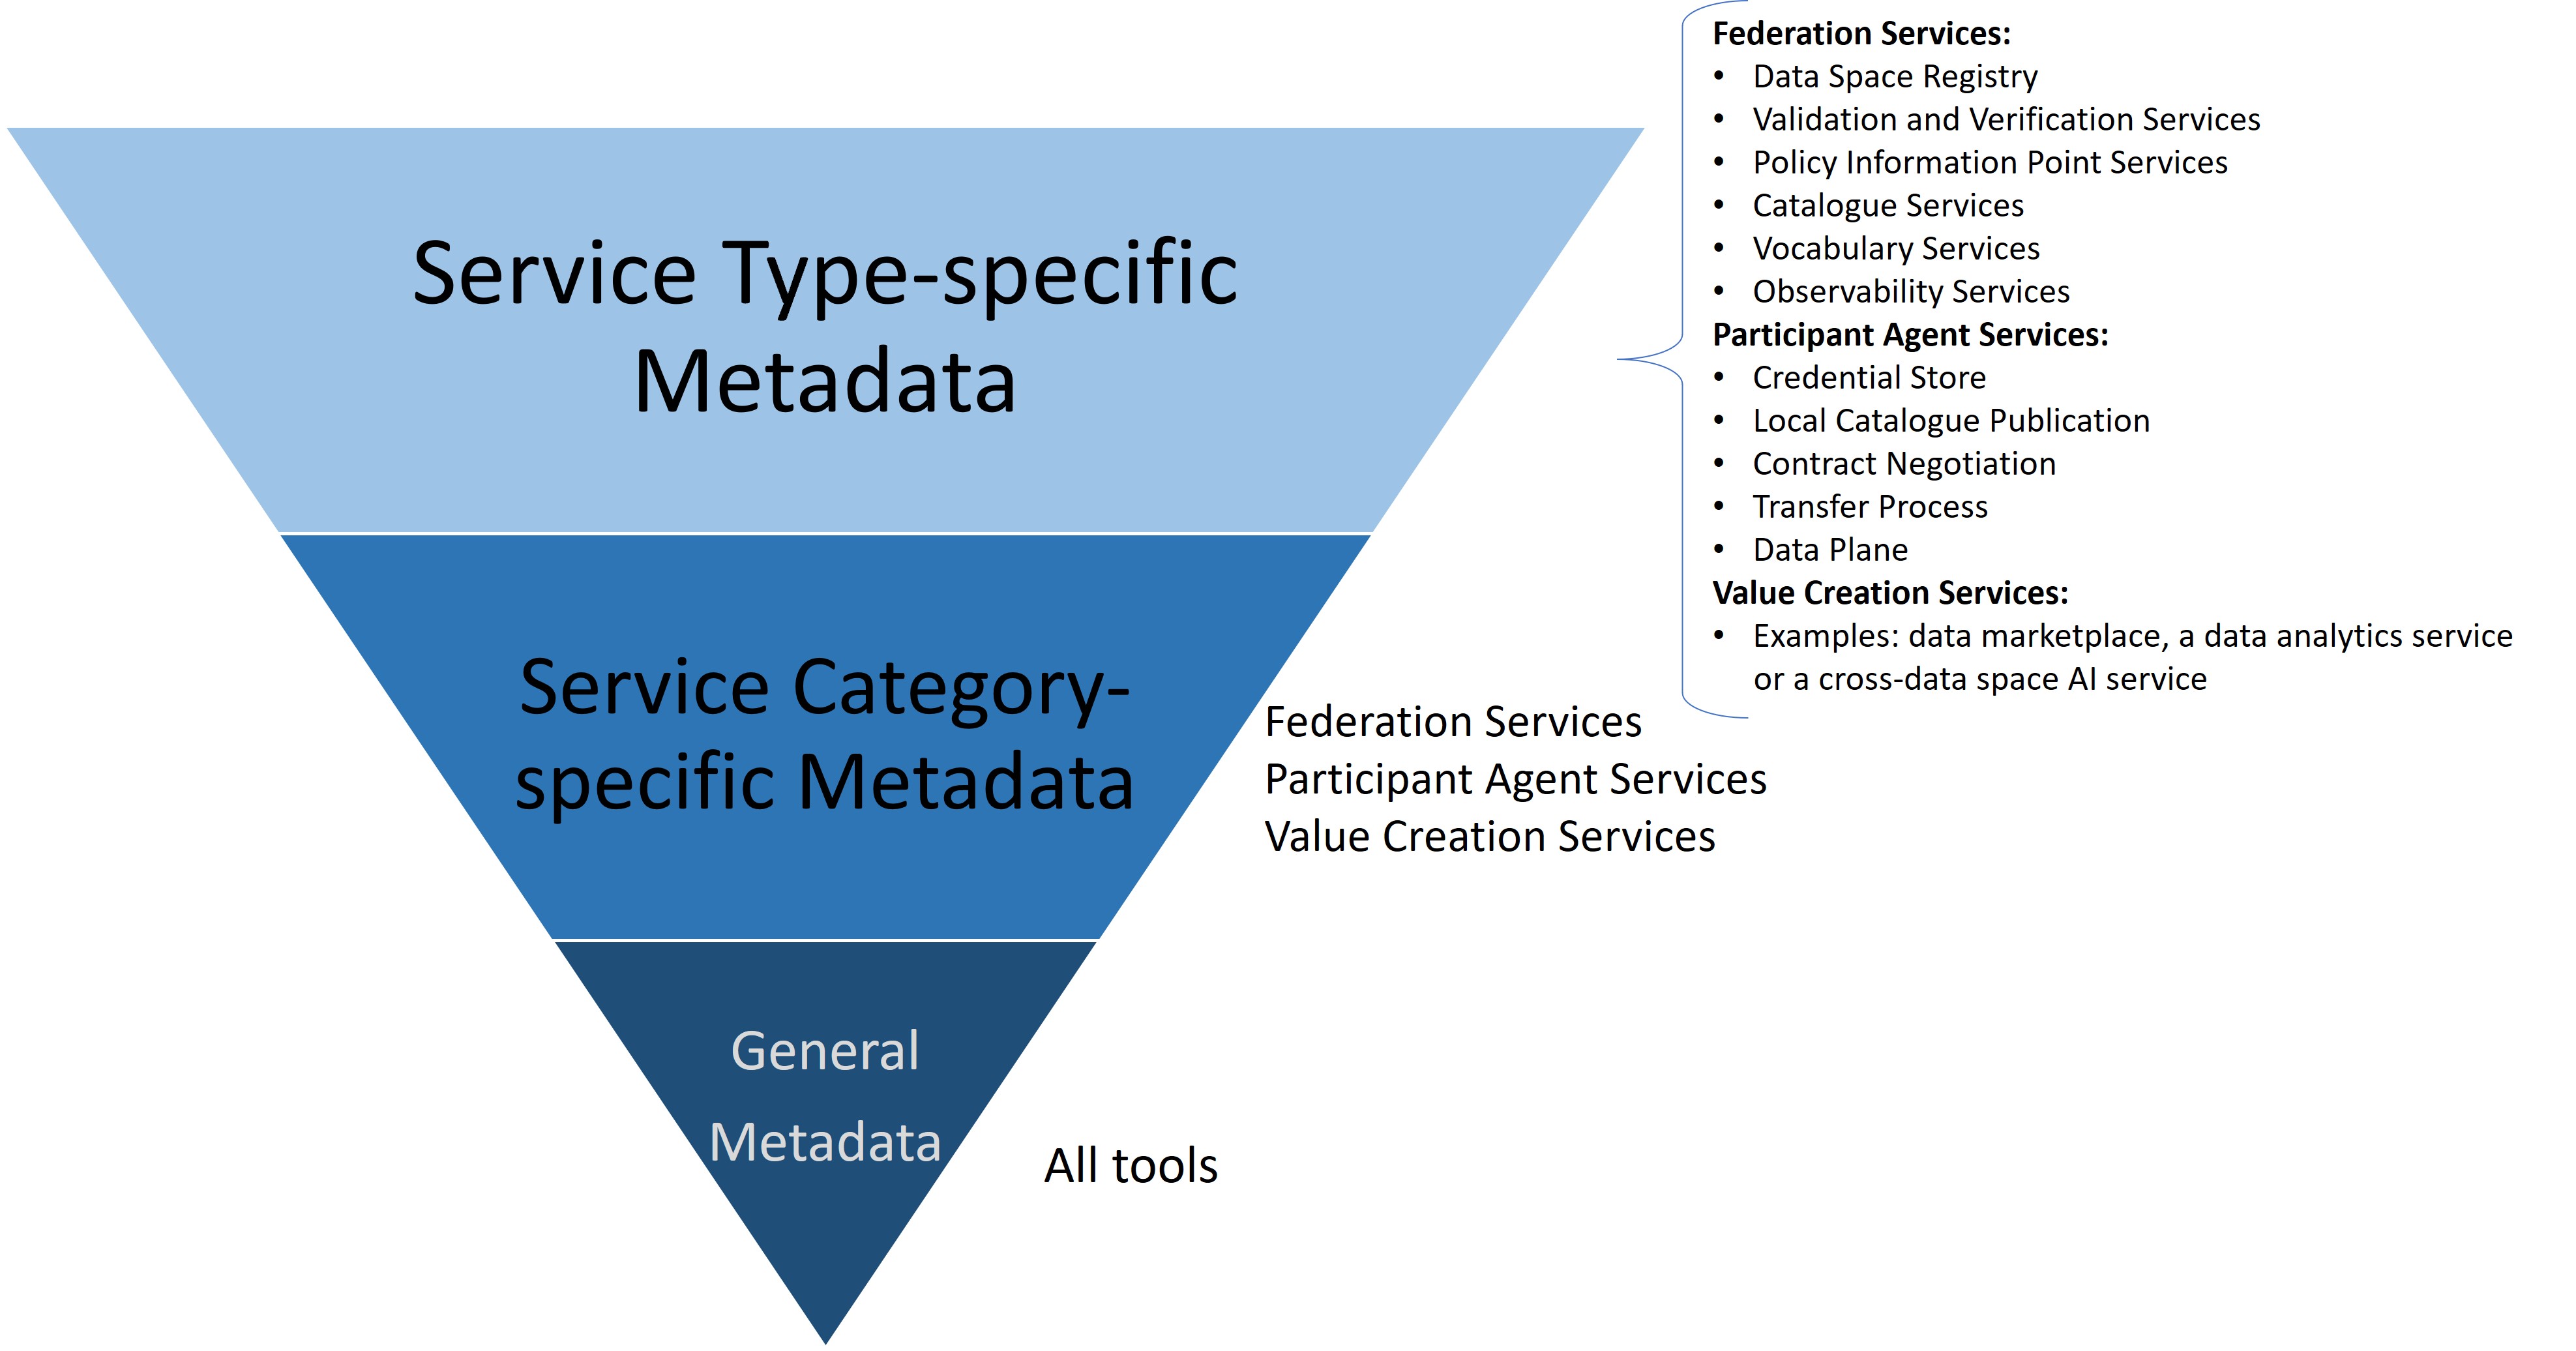 Service Type-specific
Metadata
Federation Services:
• Data Space Registry
• Validation and Verification Services
• Policy Information Point Services
• Catalogue Services
• Vocabulary Services
• Observability Services
Participant Agent Services:
• Credential Store
• Local Catalogue Publication
• Contract Negotiation
• Transfer Process
• Data Plane
Value Creation Services:
• Examples: data marketplace, a data analytics service
or a cross-data space AI service
Service Category-
specific Metadata
Federation Services
Participant Agent Services
Value Creation Services
General
Metadata
All tools